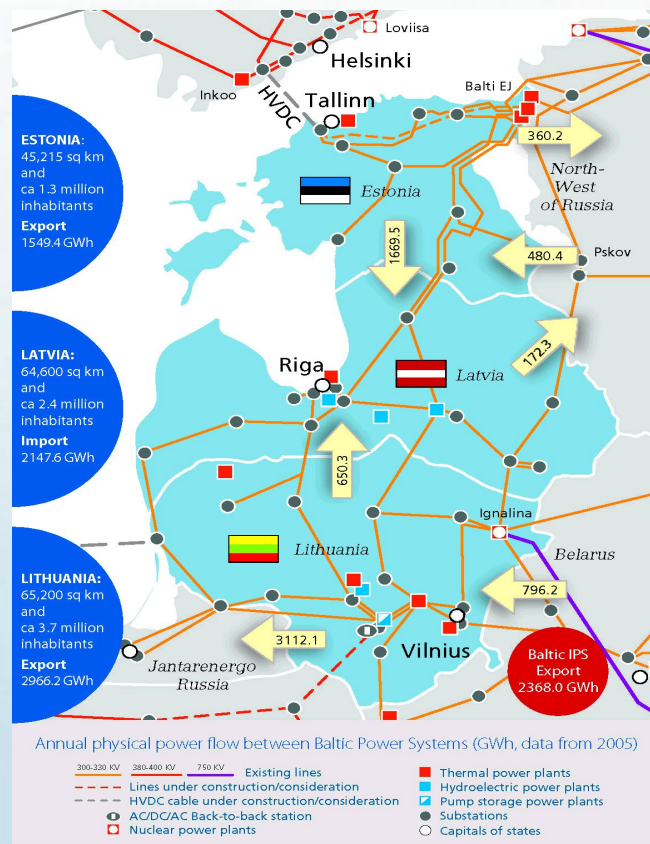 Loviisa
Helsinki
Inkoo
HVDC
Tallinn
Balti EJ
360.2
North-
West
of Russia
ESTONIA:
45,215 sq km
and
ca 1.3 million
inhabitants
Export
1549.4 GWh
Estonia
1669.5
480.4
Pskov
172.3
LATVIA:
64,600 sq km
and
ca 2.4 million
inhabitants
Import
2147.6 GWh
Riga
Latvia
650.3
Ignalina
Belarus
Lithuania
796.2
LITHUANIA:
65,200 sq km
and
ca 3.7 million
inhabitants
Export
2966.2 GWh
3112.1
Vilnius
Jantarenergo
Russia
Baltic IPS
Export
2368.0 GWh
Annual physical power flow between Baltic Power Systems (GWh, data from 2005)
300-330 KV 380-400 KV 750 KV Existing lines
Lines under construction/consideration
HVDC cable under construction/consideration
AC/DC/AC Back-to-back station
Nuclear power plants
Thermal power plants
Hydroelectric power plants
Pump storage power plants
Substations
Capitals of states